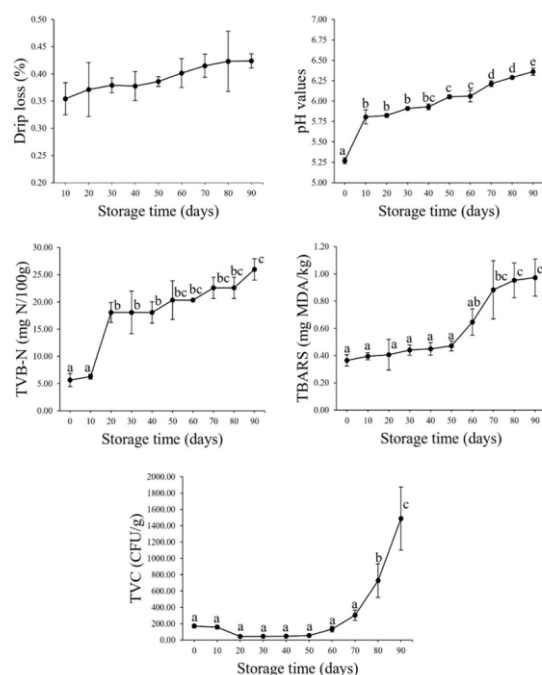 Drip loss (%)
0.50
0.45
0.40
0.35
0.30
0.25
0.20
10 20 30 40 50 60 70 80 90
Storage time (days)
pH values
7.00
6.75
6.50
6.25
6.00
5.75
5.50
5.25
5.00
a b b b bc c c d d e
0 10 20 30 40 50 60 70 80 90
Storage time (days)
TVB-N (mg N/100g)
30.00
25.00
20.00
15.00
10.00
5.00
0.00
a a b b b bc bc bc bc c
0 10 20 30 40 50 60 70 80 90
Storage time (days)
TBARS (mg MDA/kg)
1.20
1.00
0.80
0.60
0.40
0.20
0.00
a a a a a a ab bc c c
0 10 20 30 40 50 60 70 80 90
Storage time (days)
TVC (CFU/g)
2000.00
1800.00
1600.00
1400.00
1200.00
1000.00
800.00
600.00
400.00
200.00
0.00
a a a a a a a a b c
0 10 20 30 40 50 60 70 80 90
Storage time (days)